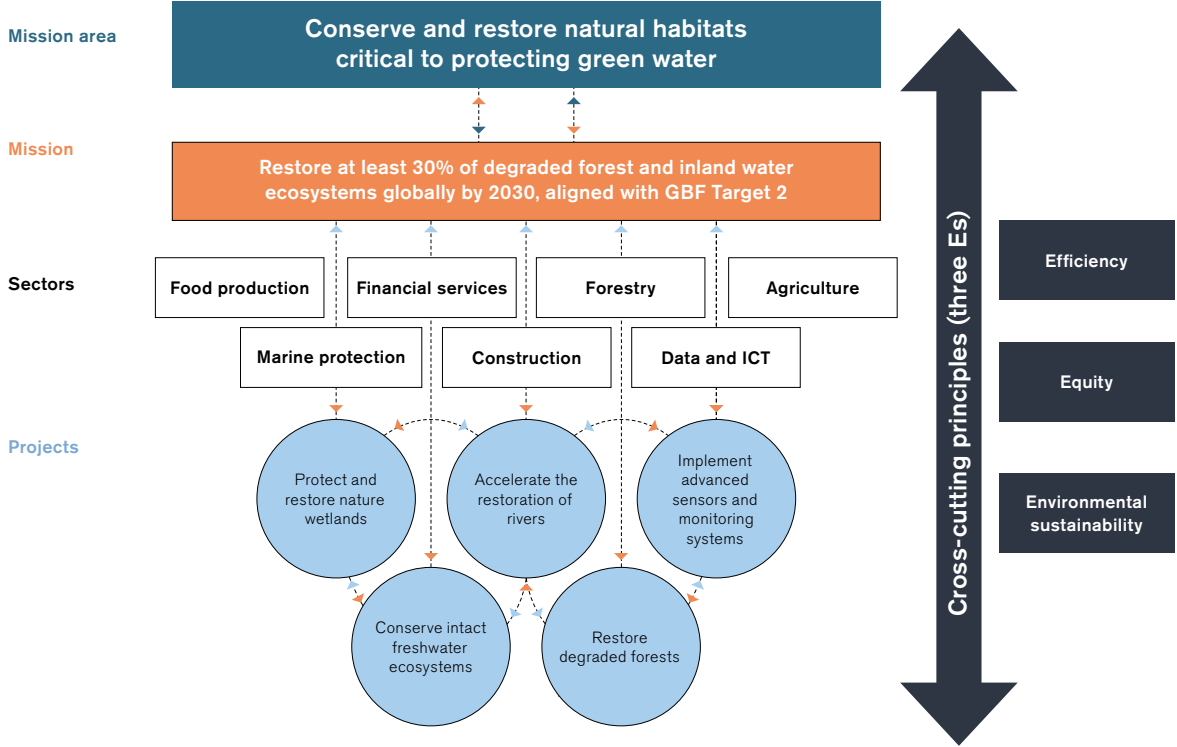 Mission area
Conserve and restore natural habitats
critical to protecting green water
Mission
Restore at least 30% of degraded forest and inland water
ecosystems globally by 2030, aligned with GBF Target 2
Sectors
Food production
Financial services
Forestry
Agriculture
Marine protection
Construction
Data and ICT
Projects
Protect and
restore nature
wetlands
Accelerate the
restoration of
rivers
Implement
advanced
sensors and
monitoring
systems
Conserve intact
freshwater
ecosystems
Restore
degraded forests
Cross-cutting principles (three Es)
Efficiency
Equity
Environmental
sustainability